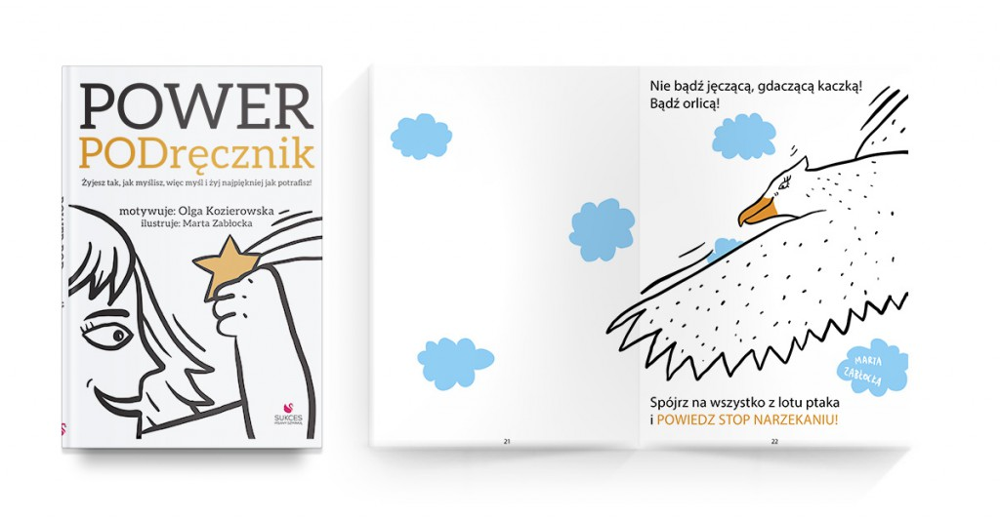 POWER
PODręcznik
Żyjesz tak, jak myślisz, więc myśl i żyj najpiękniej jak potrafisz!
motywuje: Olga Kozierowska
ilustruje: Marta Zabłocka
SUKCES
PISANY SZMINKĄ
Nie bądź jęczącą, gdaczącą kaczką!
Bądź orlicą!
MARTA
ZABŁOCKA
Spójrz na wszystko z lotu ptaka
i POWIEDZ STOP NARZEKANIU!
21
22